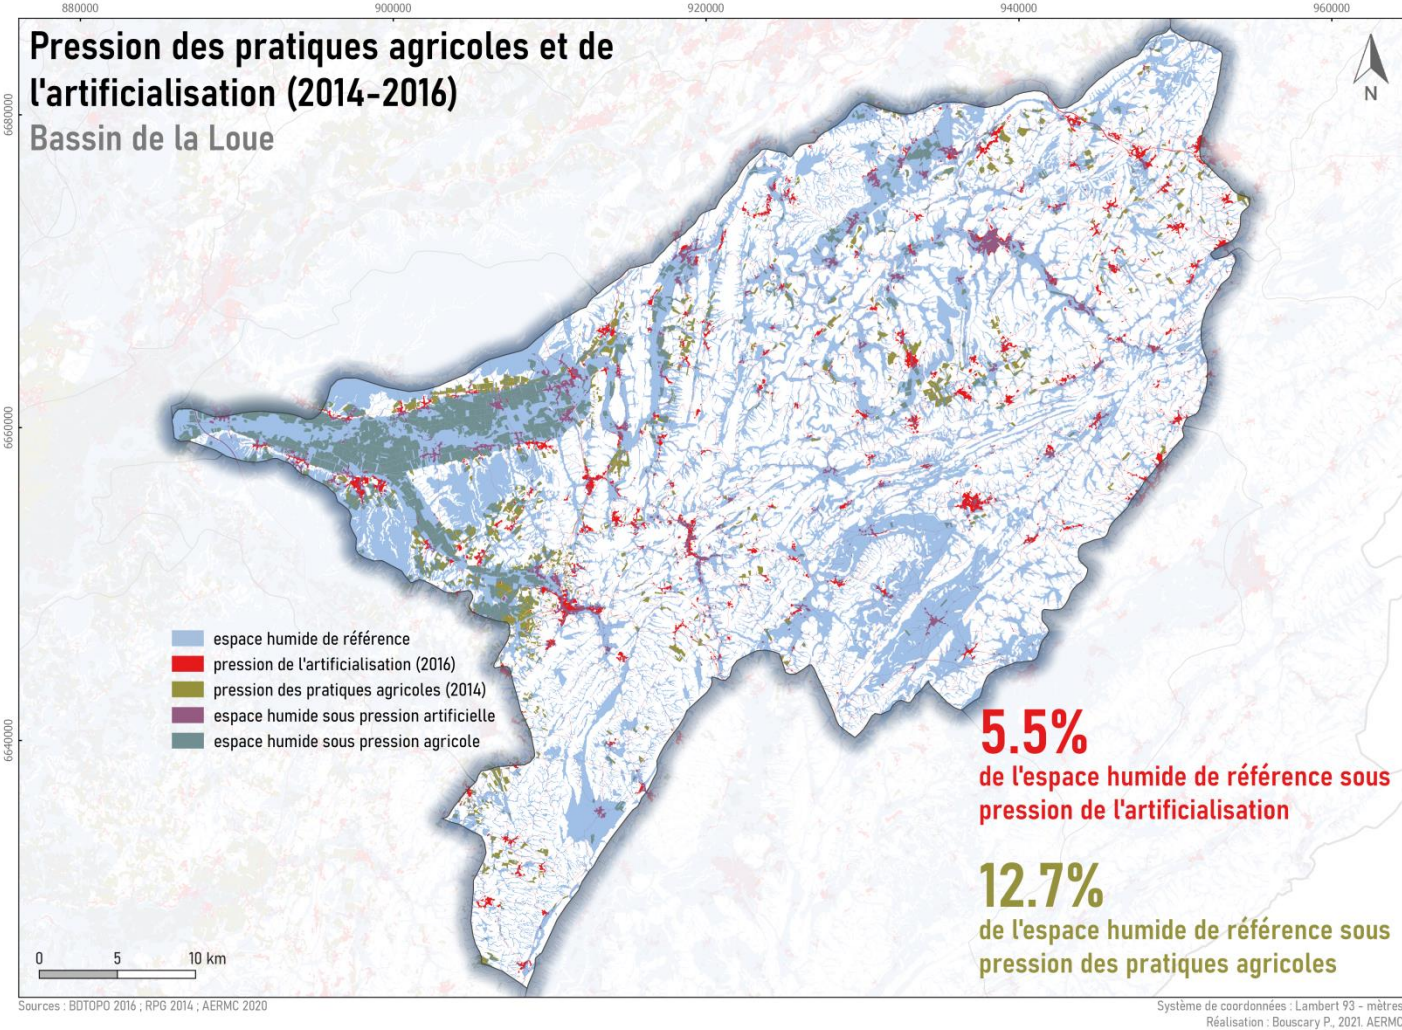 880000
900000
920000
940000
960000
Pression des pratiques agricoles et de
l'artificialisation (2014-2016)
Bassin de la Loue
N
6680000
6660000
6640000
espace humide de référence
pression de l'artificialisation (2016)
pression des pratiques agricoles (2014)
espace humide sous pression artificielle
espace humide sous pression agricole
5.5%
de l'espace humide de référence sous
pression de l'artificialisation
12.7%
de l'espace humide de référence sous
pression des pratiques agricoles
0 5 10 km
Sources : BDTOPO 2016 ; RPG 2014 ; AERMC 2020
Système de coordonnées : Lambert 93 - mètres
Réalisation : Bouscary P., 2021. AERMC